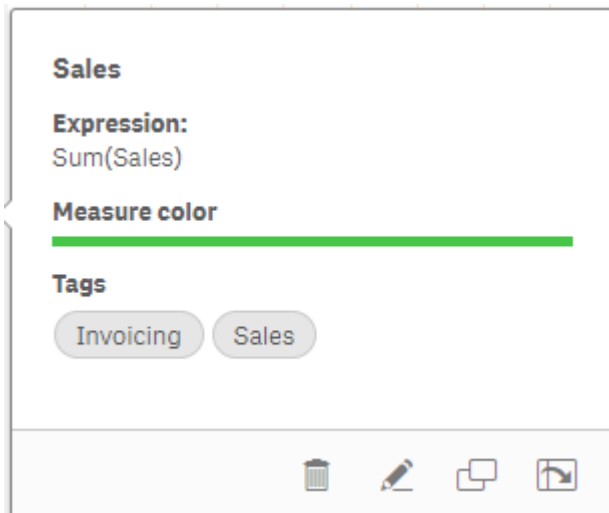 Sales
Expression:
Sum(Sales)
Measure color
Tags
Invoicing Sales